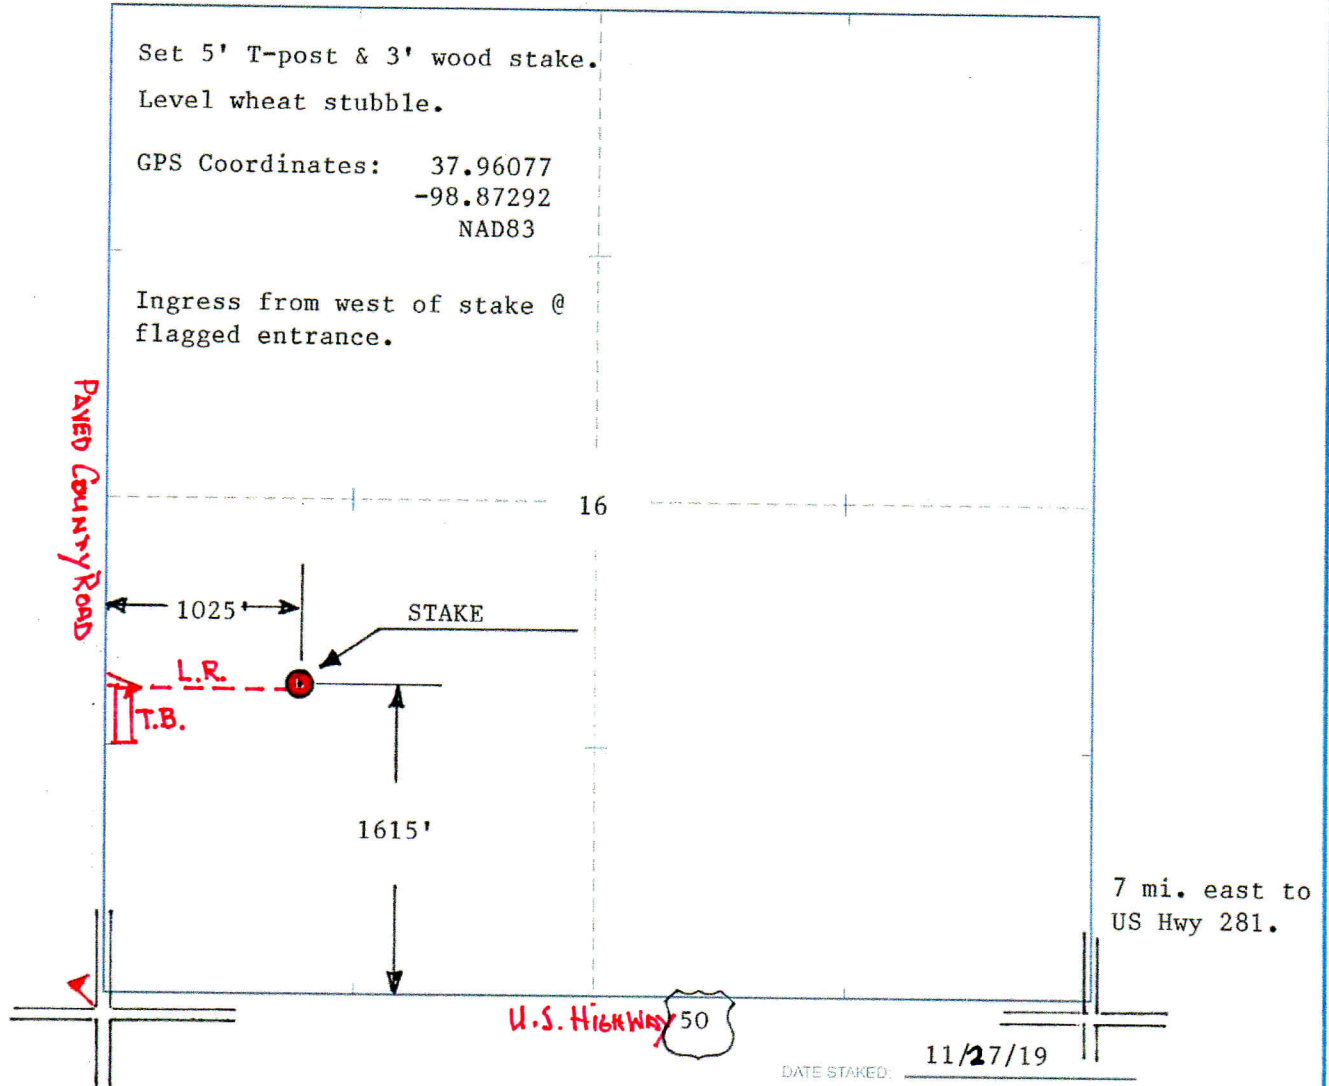 Set 5' T-post & 3' wood stake.
Level wheat stubble.
GPS Coordinates: 37.96077
-98.87292
NAD83
Ingress from west of stake @
flagged entrance.
PAVED COUNTY ROAD
16
1025'
STAKE
L.R.
T.B.
1615'
7 mi. east to
US Hwy 281.
U.S. HIGHWAY 50
11/27/19
DATE STAKED: